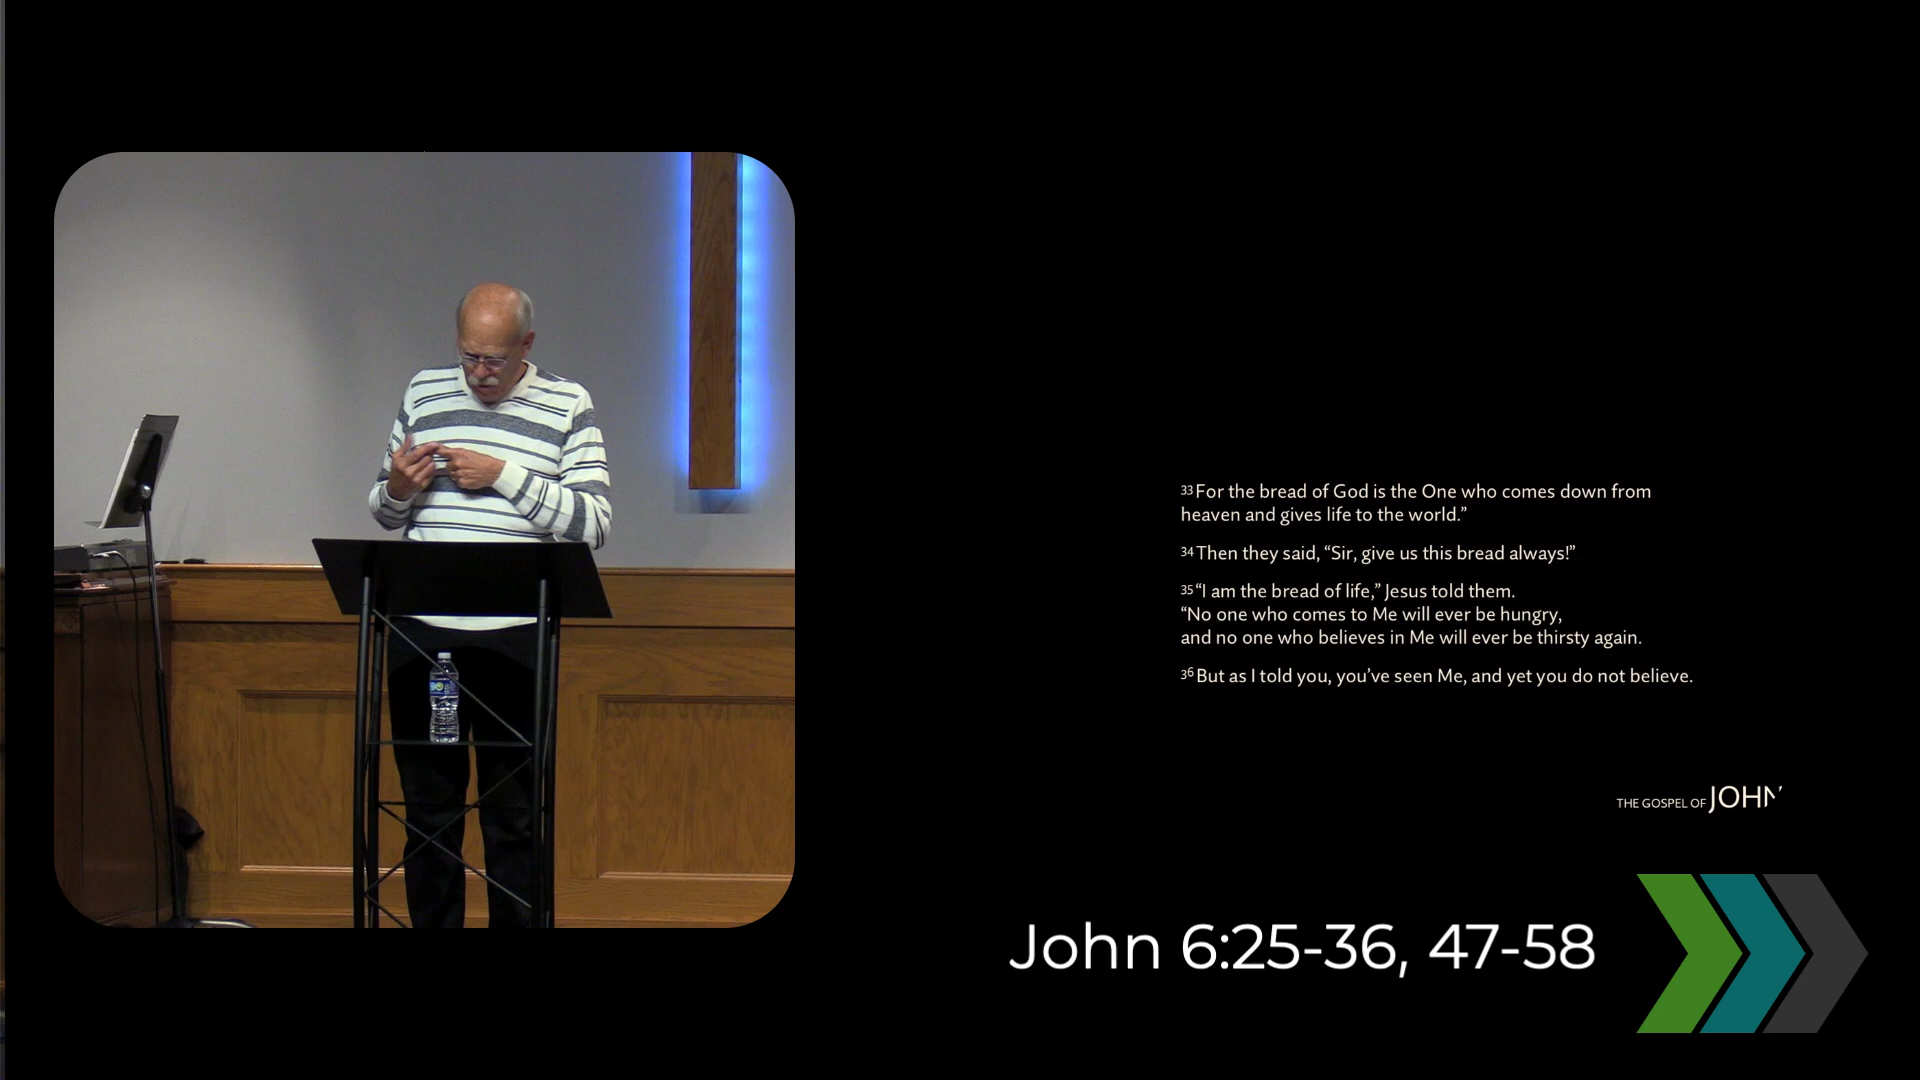 33 For the bread of God is the One who comes down from
heaven and gives life to the world.”
34 Then they said, “Sir, give us this bread always!”
35 “I am the bread of life,” Jesus told them.
“No one who comes to Me will ever be hungry,
and no one who believes in Me will ever be thirsty again.
36 But as I told you, you’ve seen Me, and yet you do not believe.
THE GOSPEL OF JOHN
John 6:25-36, 47-58